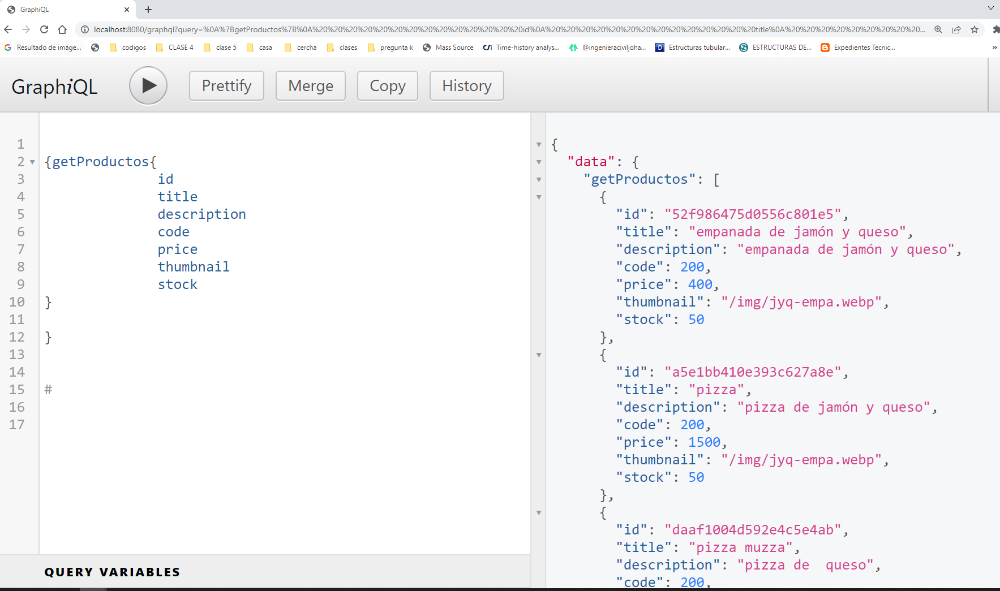 GraphiQL
localhost:8080/graphql?query=%0A%7BgetProductos%7B%0A%20%20%20%20%20%20%20%20%20%20%20%20%20%20id%0A%20%20%20%20%20%20%20%20%20%20%20%20%20%20title%0A%20%20%20%20%20%20%20%20%20...
Resultado de imáge... codigos CLASE 4 clase 5 casa cercha clases pregunta k Mass Source Time-history analys... @ingenieraciviljoha... Estructuras tubular... ESTRUCTURAS DE... Expedientes Tecnic... »
GraphiQL Prettify Merge Copy History
1
2 {getProductos{
3 id
4 title
5 description
6 code
7 price
8 thumbnail
9 stock
10 }
11
12 }
13
14
15 #
16
17
QUERY VARIABLES
{
"data": {
"getProductos": [
{
"id": "52f986475d0556c801e5",
"title": "empanada de jamón y queso",
"description": "empanada de jamón y queso",
"code": 200,
"price": 400,
"thumbnail": "/img/jyq-empa.webp",
"stock": 50
},
{
"id": "a5e1bb410e393c627a8e",
"title": "pizza",
"description": "pizza de jamón y queso",
"code": 200,
"price": 1500,
"thumbnail": "/img/jyq-empa.webp",
"stock": 50
},
{
"id": "daaf1004d592e4c5e4ab",
"title": "pizza muzza",
"description": "pizza de  queso",
"code": 200,